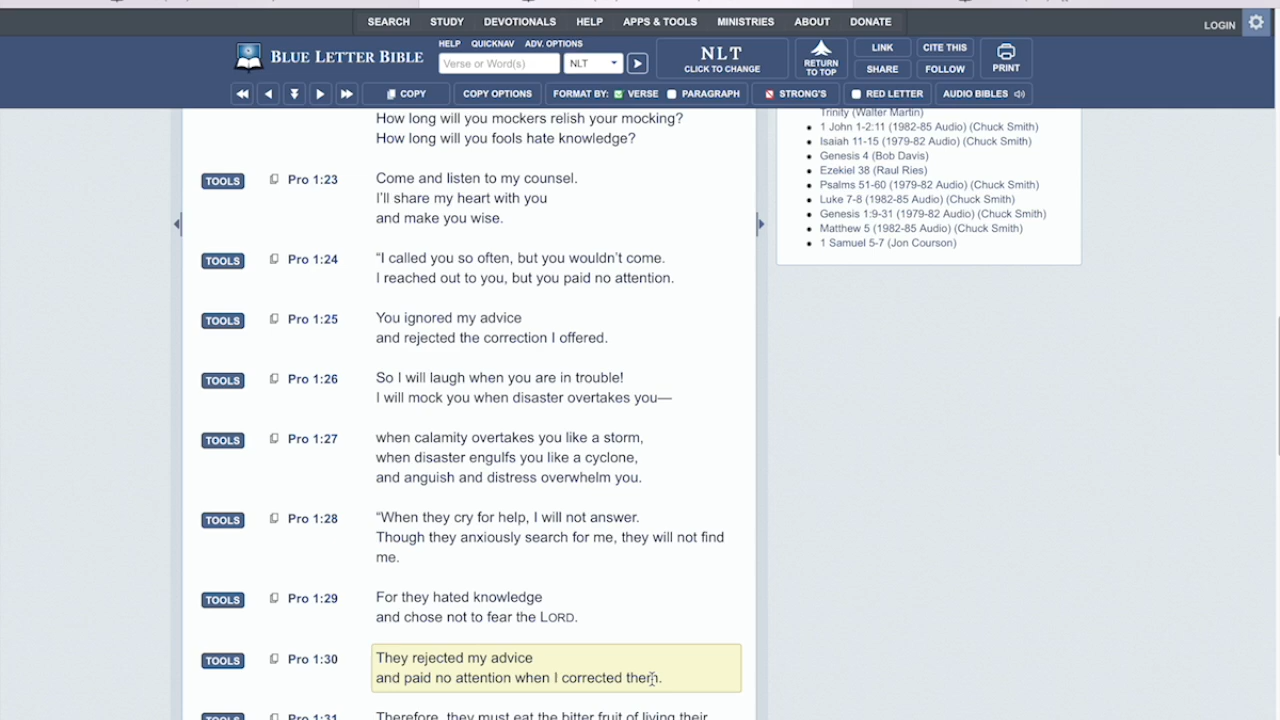 SEARCH STUDY DEVOTIONALS HELP APPS & TOOLS MINISTRIES ABOUT DONATE LOGIN
BLUE LETTER BIBLE
HELP QUICKNAV ADV. OPTIONS
Verse or Word(s) NLT
NLT
CLICK TO CHANGE
RETURN
TO TOP
LINK CITE THIS
SHARE FOLLOW
PRINT
COPY COPY OPTIONS FORMAT BY: VERSE PARAGRAPH STRONG'S RED LETTER AUDIO BIBLES
How long will you mockers relish your mocking?
How long will you fools hate knowledge?
TOOLS Pro 1:23 Come and listen to my counsel.
I'll share my heart with you
and make you wise.
TOOLS Pro 1:24 "I called you so often, but you wouldn't come.
I reached out to you, but you paid no attention.
TOOLS Pro 1:25 You ignored my advice
and rejected the correction I offered.
TOOLS Pro 1:26 So I will laugh when you are in trouble!
I will mock you when disaster overtakes you—
TOOLS Pro 1:27 when calamity overtakes you like a storm,
when disaster engulfs you like a cyclone,
and anguish and distress overwhelm you.
TOOLS Pro 1:28 "When they cry for help, I will not answer.
Though they anxiously search for me, they will not find
me.
TOOLS Pro 1:29 For they hated knowledge
and chose not to fear the LORD.
TOOLS Pro 1:30 They rejected my advice
and paid no attention when I corrected them.
TOOLS Pro 1:31 Therefore, they must eat the bitter fruit of living their
Trinity (Walter Martin)
1 John 1-2:11 (1982-85 Audio) (Chuck Smith)
Isaiah 11-15 (1979-82 Audio) (Chuck Smith)
Genesis 4 (Bob Davis)
Ezekiel 38 (Raul Ries)
Psalms 51-60 (1979-82 Audio) (Chuck Smith)
Luke 7-8 (1982-85 Audio) (Chuck Smith)
Genesis 1:9-31 (1979-82 Audio) (Chuck Smith)
Matthew 5 (1982-85 Audio) (Chuck Smith)
1 Samuel 5-7 (Jon Courson)